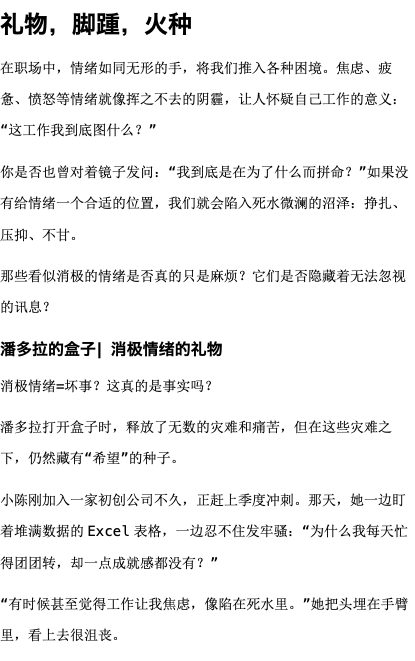 礼物，脚踵，火种
在职场中，情绪如同无形的手，将我们推入各种困境。焦虑、疲
惫、愤怒等情绪就像挥之不去的阴霾，让人怀疑自己工作的意义：
“这工作我到底图什么？”
你是否也曾对着镜子发问：“我到底是在为了什么而拼命？”如果没
有给情绪一个合适的位置，我们就会陷入死水微澜的沼泽：挣扎、
压抑、不甘。
那些看似消极的情绪是否真的只是麻烦？它们是否隐藏着无法忽视
的讯息？
潘多拉的盒子| 消极情绪的礼物
消极情绪=坏事？这真的是事实吗？
潘多拉打开盒子时，释放了无数的灾难和痛苦，但在这些灾难之
下，仍然藏有“希望”的种子。
小陈刚加入一家初创公司不久，正赶上季度冲刺。那天，她一边盯
着堆满数据的 Excel 表格，一边忍不住发牢骚：“为什么我每天忙
得团团转，却一点成就感都没有？”
“有时候甚至觉得工作让我焦虑，像陷在死水里。”她把头埋在手臂
里，看上去很沮丧。